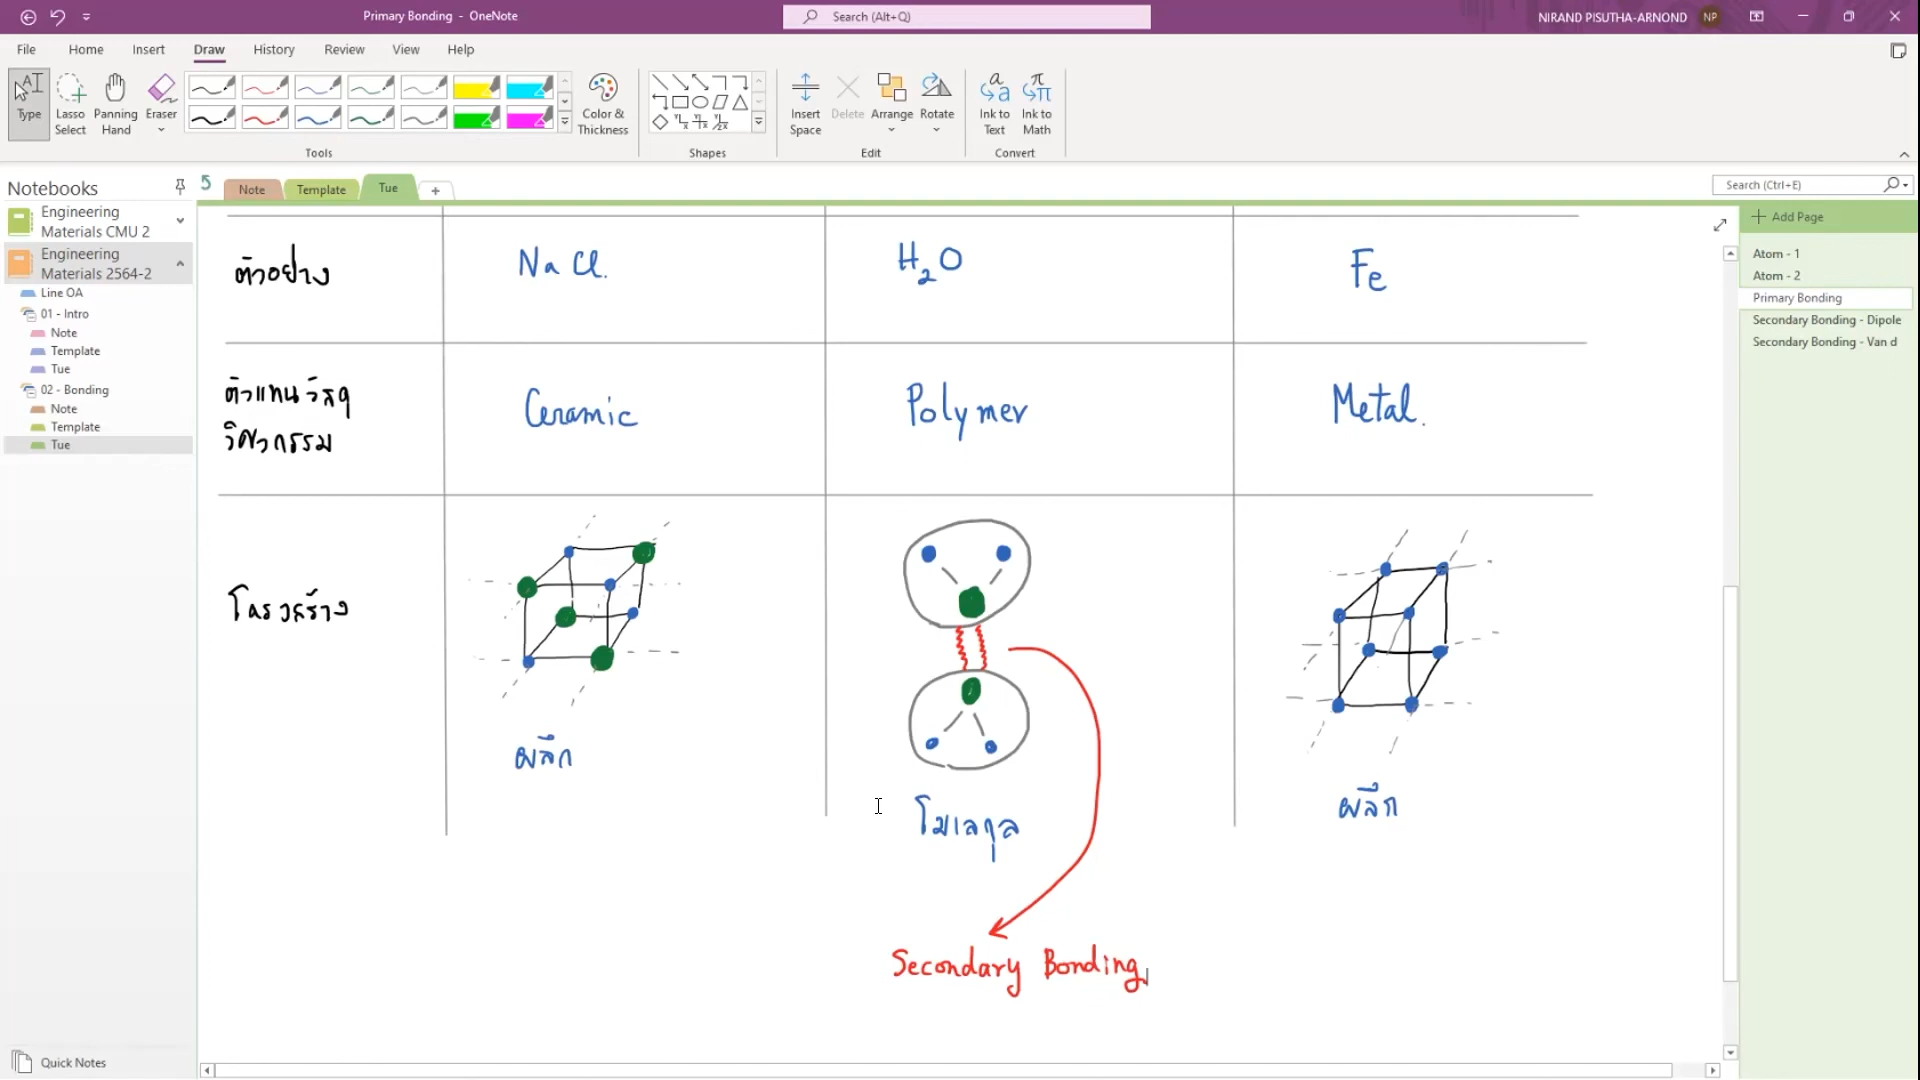 Primary Bonding - OneNote
Search (Alt+Q)
NIRAND PISUTHA-ARNOND
NP
File Home Insert Draw History Review View Help
Type
Lasso Select
Panning Hand
Eraser
Color & Thickness
Insert Space
Delete
Arrange
Rotate
Ink to Text
Ink to Math
Tools
Shapes
Edit
Convert
Notebooks
5
Note
Template
Tue
Search (Ctrl+E)
Engineering
Materials CMU 2
Engineering
Materials 2564-2
Line OA
01 - Intro
Note
Template
Tue
02 - Bonding
Note
Template
Tue
Quick Notes
Add Page
Atom - 1
Atom - 2
Primary Bonding
Secondary Bonding - Dipole
Secondary Bonding - Van d
ตัวอย่าง
NaCl.
H2O
Fe
ตัวแทนวัสดุ
วิศวกรรม
Ceramic
Polymer
Metal.
โครงสร้าง
ผลึก
โมเลกุล
ผลึก
Secondary Bonding